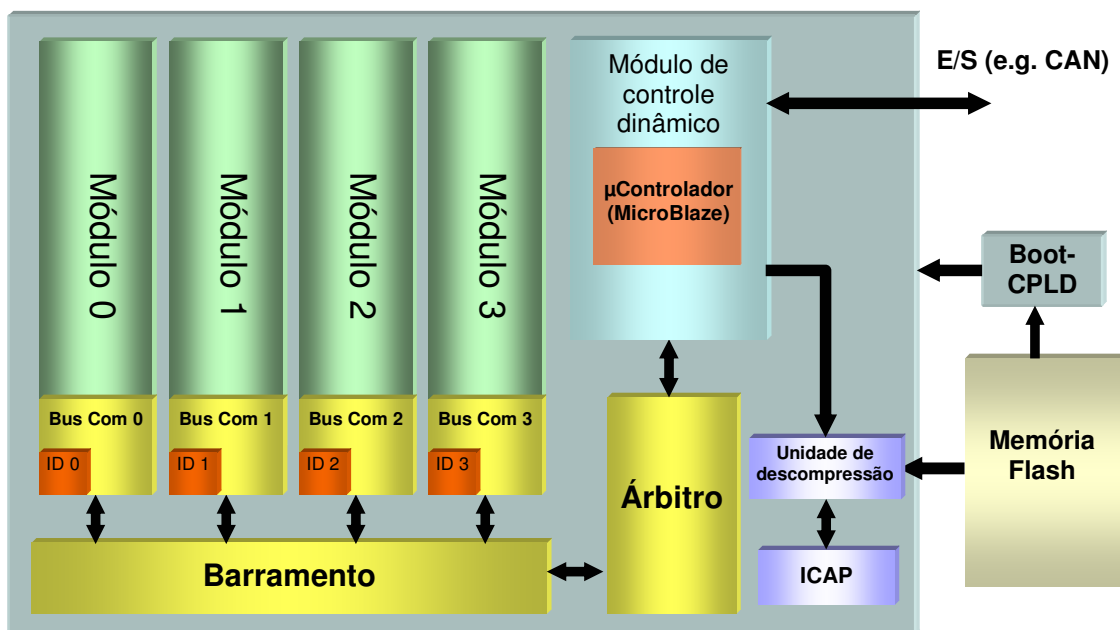 Módulo 0
Módulo 1
Módulo 2
Módulo 3
Bus Com 0
Bus Com 1
Bus Com 2
Bus Com 3
ID 0
ID 1
ID 2
ID 3
Barramento
Módulo de
controle
dinâmico
µControlador
(MicroBlaze)
Árbitro
Unidade de
descompressão
ICAP
E/S (e.g. CAN)
Boot-
CPLD
Memória
Flash